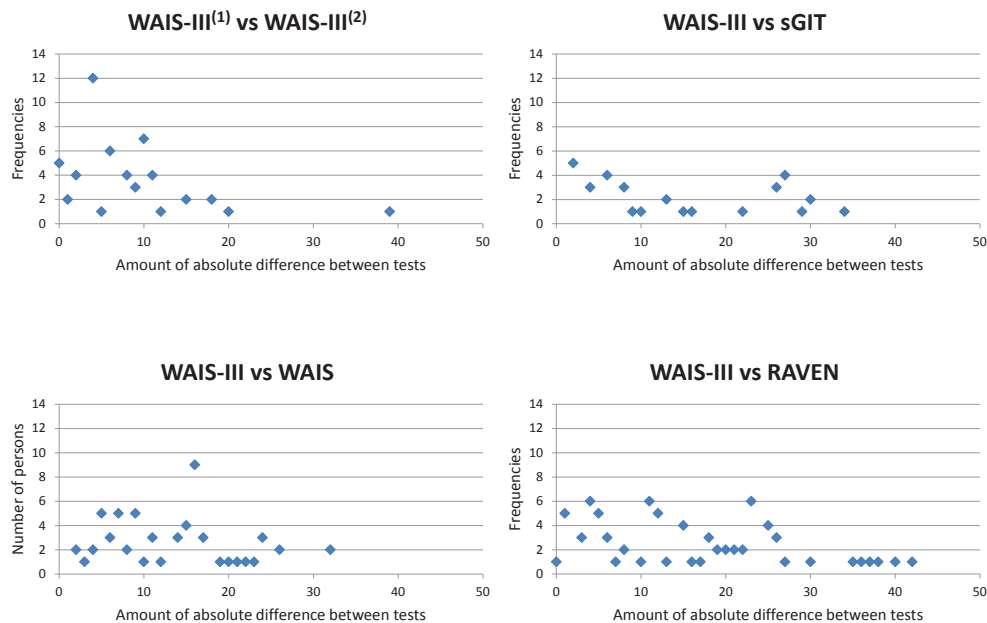 WAIS-III(1) vs WAIS-III(2)
Frequencies
14
12
10
8
6
4
2
0
0 10 20 30 40 50
Amount of absolute difference between tests
WAIS-III vs sGIT
Frequencies
14
12
10
8
6
4
2
0
0 10 20 30 40 50
Amount of absolute difference between tests
WAIS-III vs WAIS
Number of persons
14
12
10
8
6
4
2
0
0 10 20 30 40 50
Amount of absolute difference between tests
WAIS-III vs RAVEN
Frequencies
14
12
10
8
6
4
2
0
0 10 20 30 40 50
Amount of absolute difference between tests